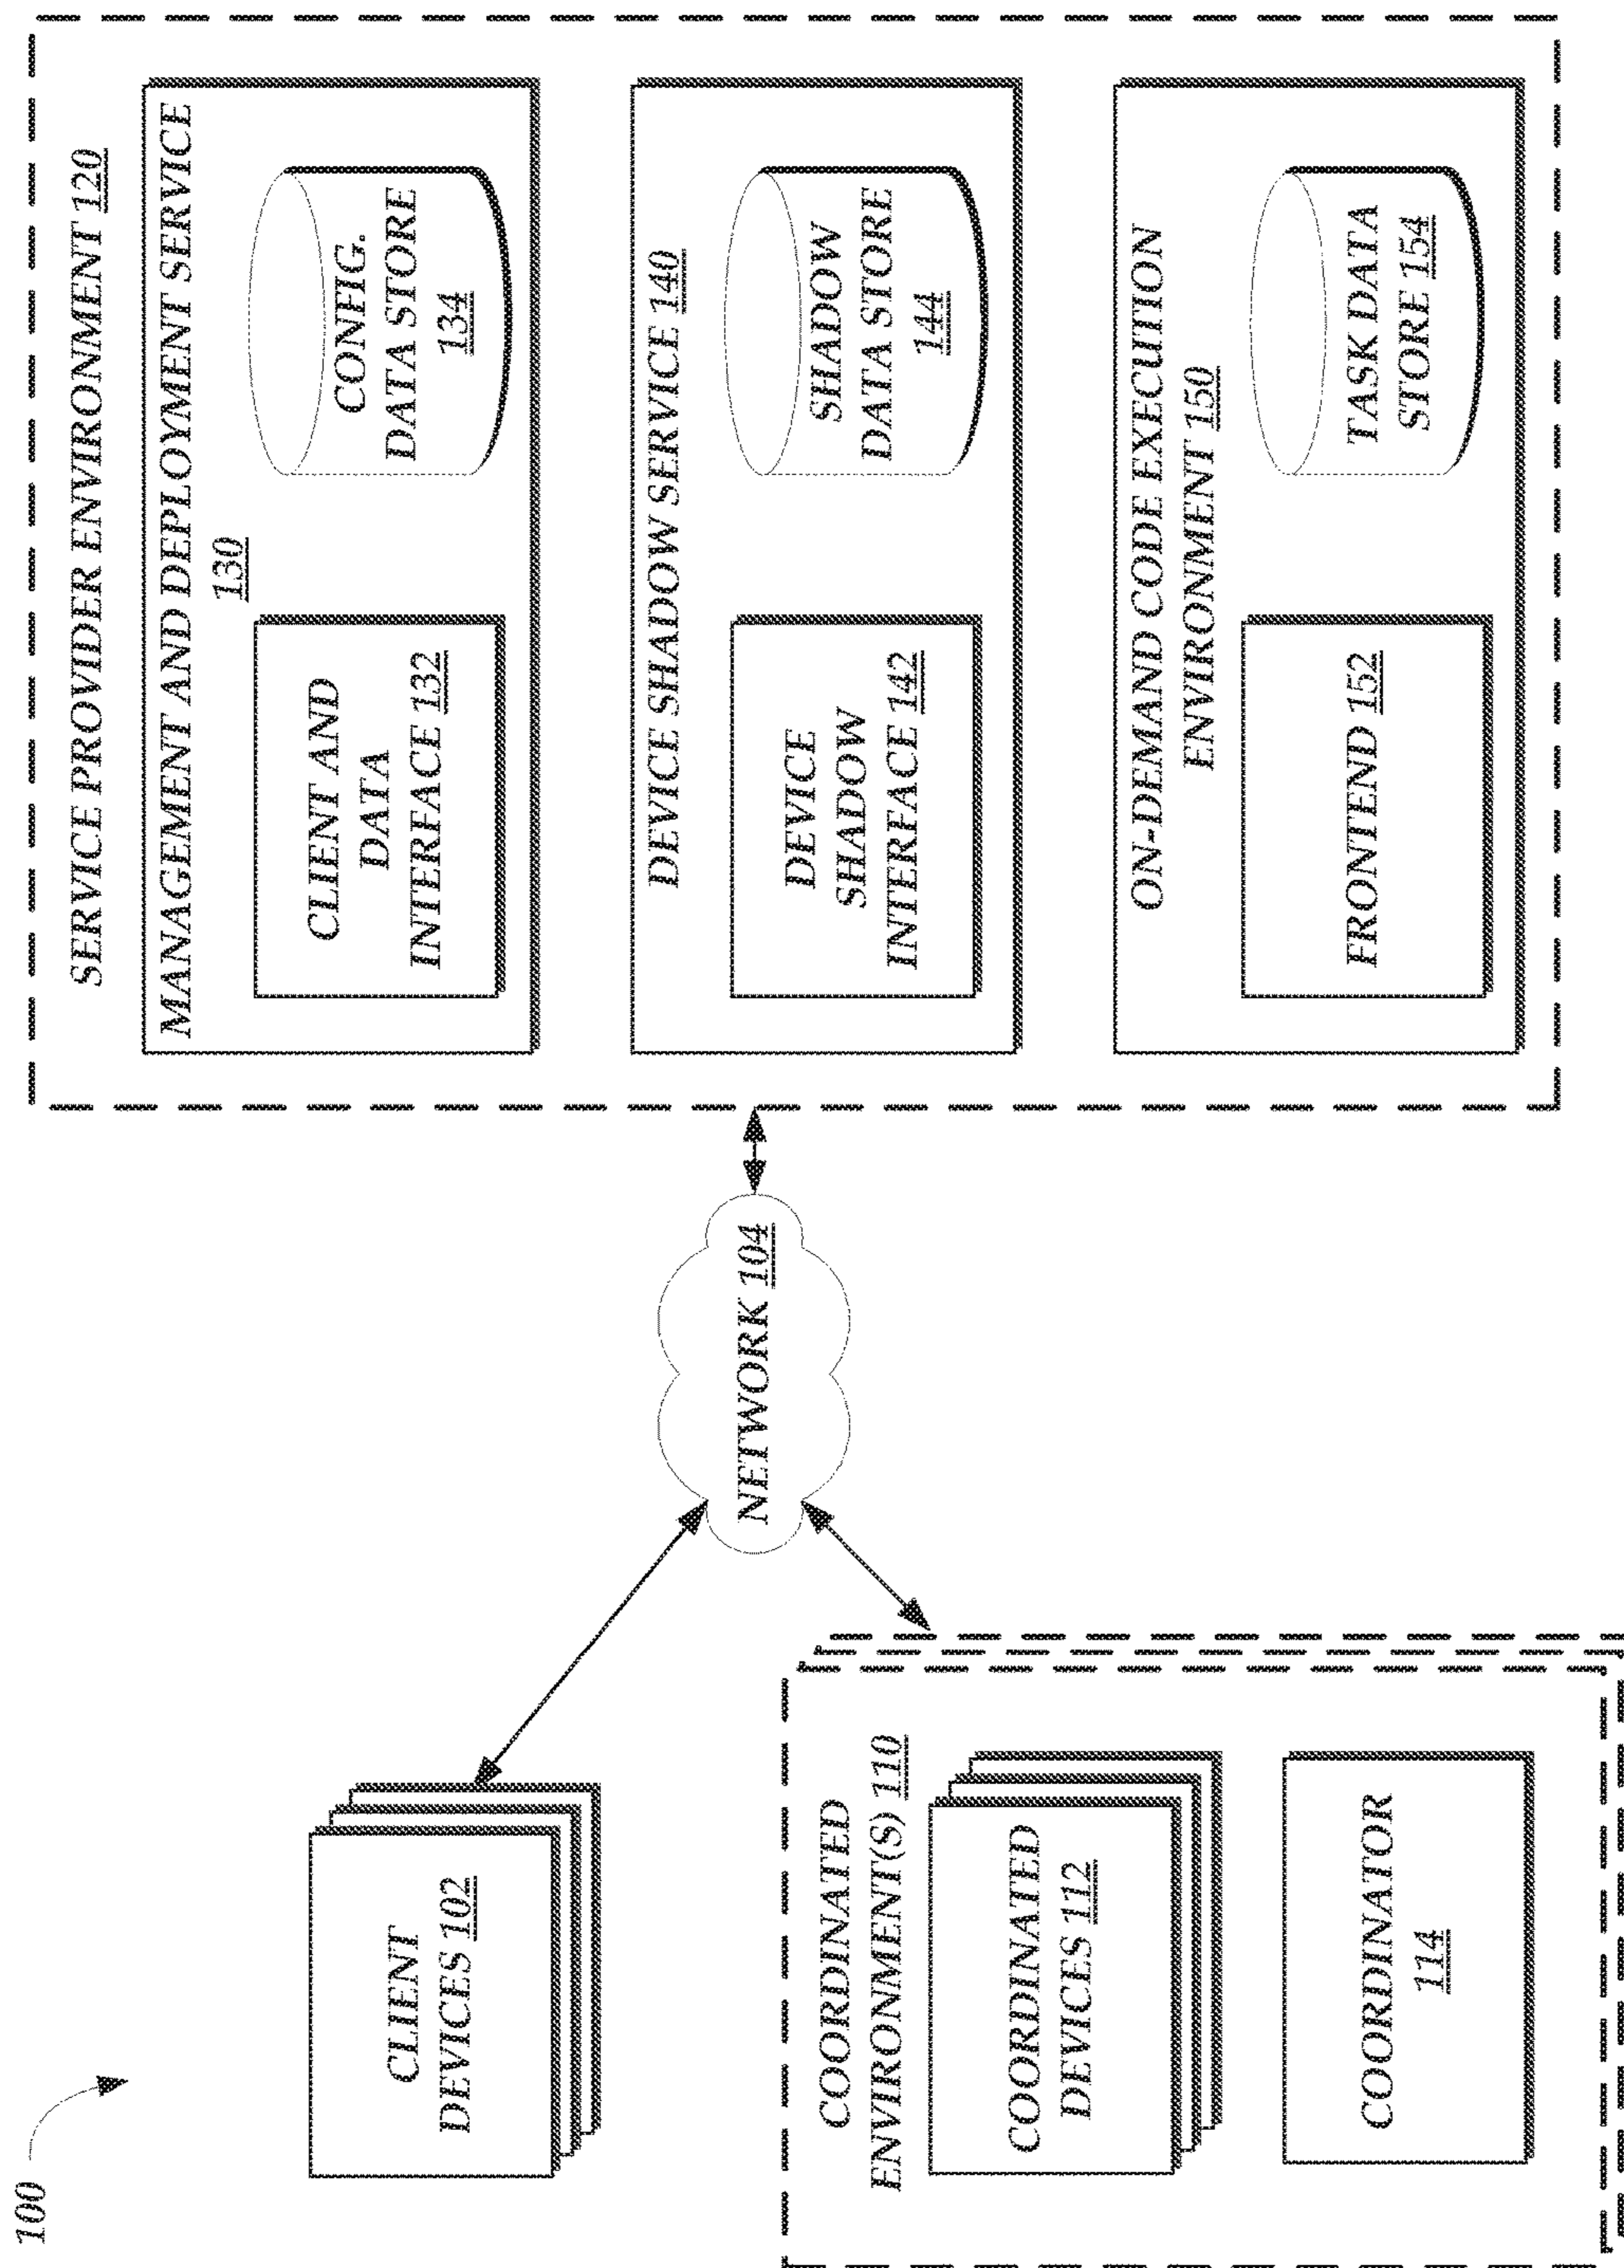 100
CLIENT
DEVICES 102
COORDINATED
ENVIRONMENT(S) 110
COORDINATED
DEVICES 112
COORDINATOR
114
NETWORK 104
SERVICE PROVIDER ENVIRONMENT 120
MANAGEMENT AND DEPLOYMENT SERVICE
130
CLIENT AND
DATA
INTERFACE 132
CONFIG.
DATA STORE
134
DEVICE SHADOW SERVICE 140
DEVICE
SHADOW
INTERFACE 142
SHADOW
DATA STORE
144
ON-DEMAND CODE EXECUTION
ENVIRONMENT 150
FRONTEND 152
TASK DATA
STORE 154